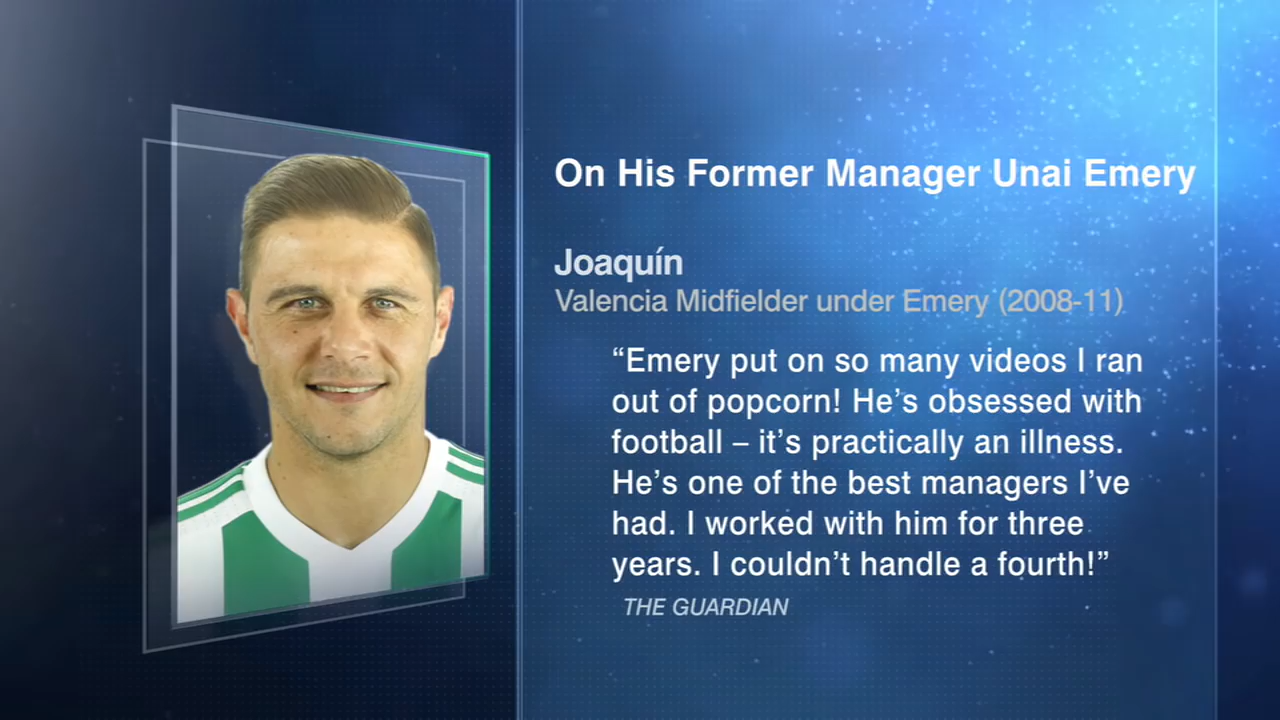 On His Former Manager Unai Emery
Joaquín
Valencia Midfielder under Emery (2008-11)
“Emery put on so many videos I ran
out of popcorn! He’s obsessed with
football – it’s practically an illness.
He’s one of the best managers I’ve
had. I worked with him for three
years. I couldn’t handle a fourth!”
THE GUARDIAN